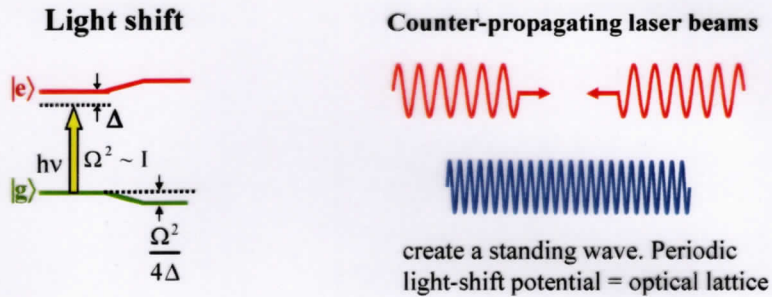 Light shift
|e⟩
Δ
hν
Ω² ~ I
|g⟩
Ω²
4Δ
Counter-propagating laser beams
create a standing wave. Periodic
light-shift potential = optical lattice